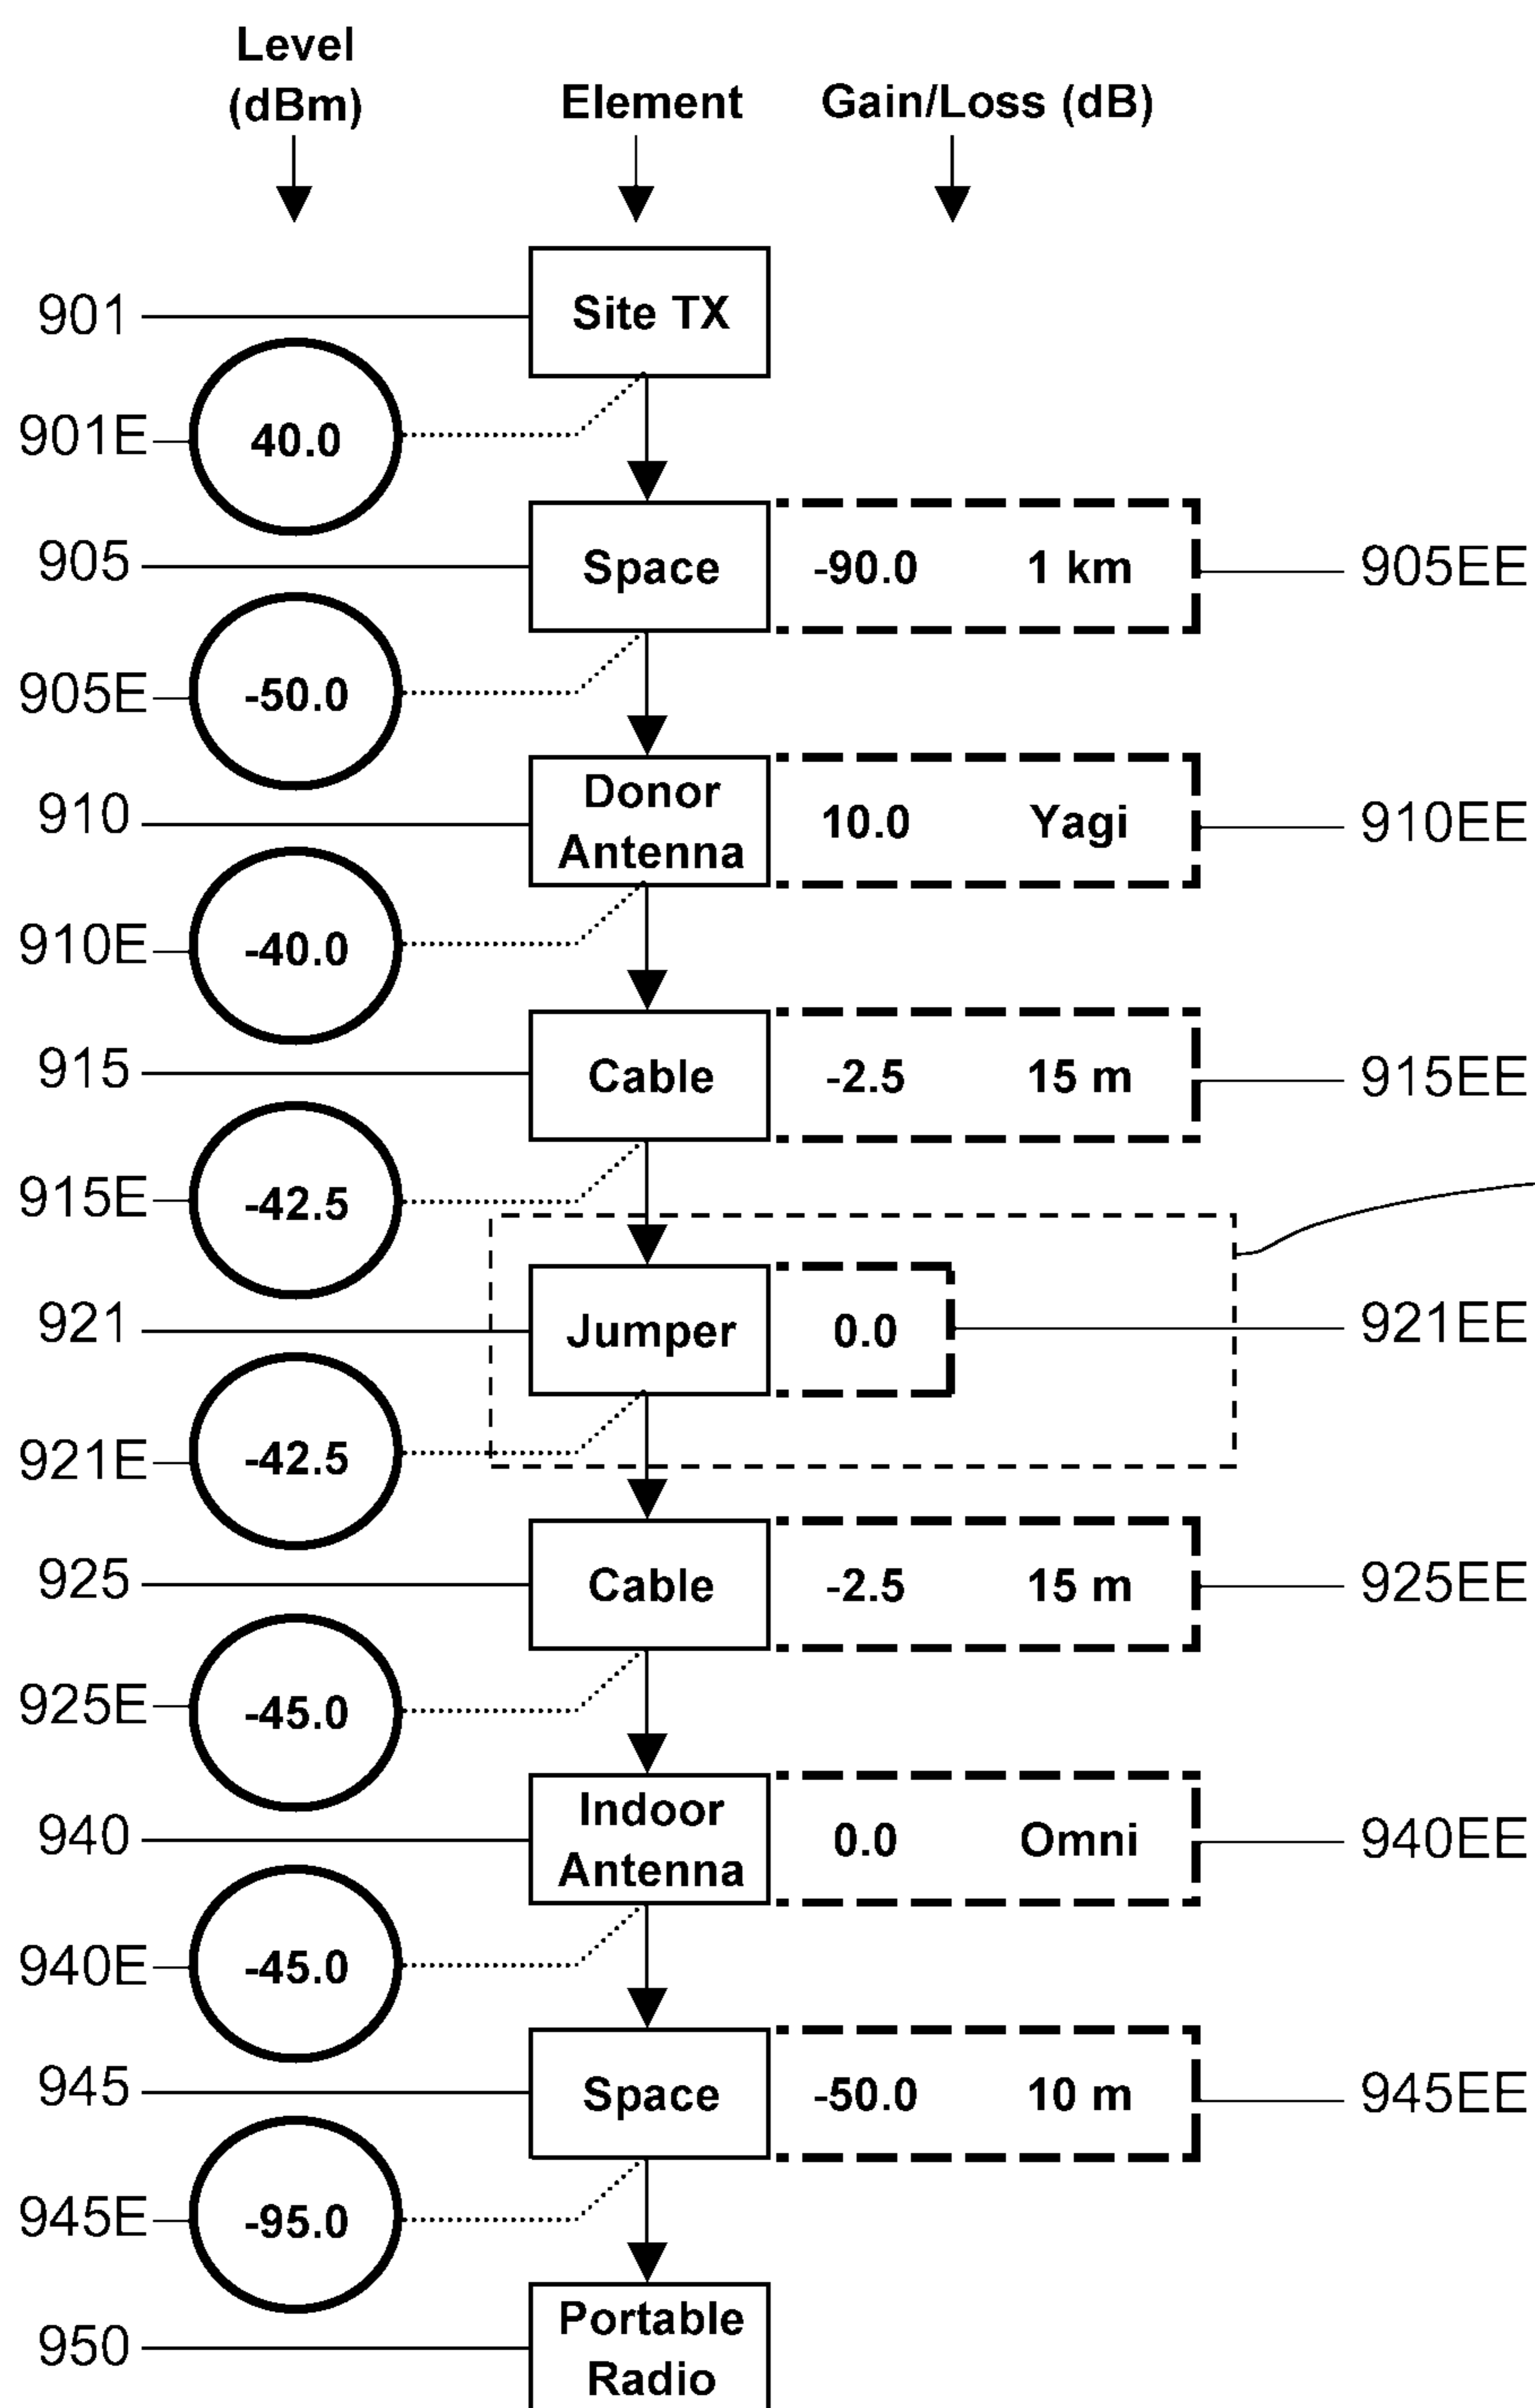 Level
(dBm)
Element
Gain/Loss (dB)
901
Site TX
901E
40.0
905
Space
-90.0 1 km
905EE
905E
-50.0
910
Donor
Antenna
10.0 Yagi
910EE
910E
-40.0
915
Cable
-2.5 15 m
915EE
915E
-42.5
921
Jumper
0.0
921EE
921E
-42.5
925
Cable
-2.5 15 m
925EE
925E
-45.0
940
Indoor
Antenna
0.0 Omni
940EE
940E
-45.0
945
Space
-50.0 10 m
945EE
945E
-95.0
950
Portable
Radio